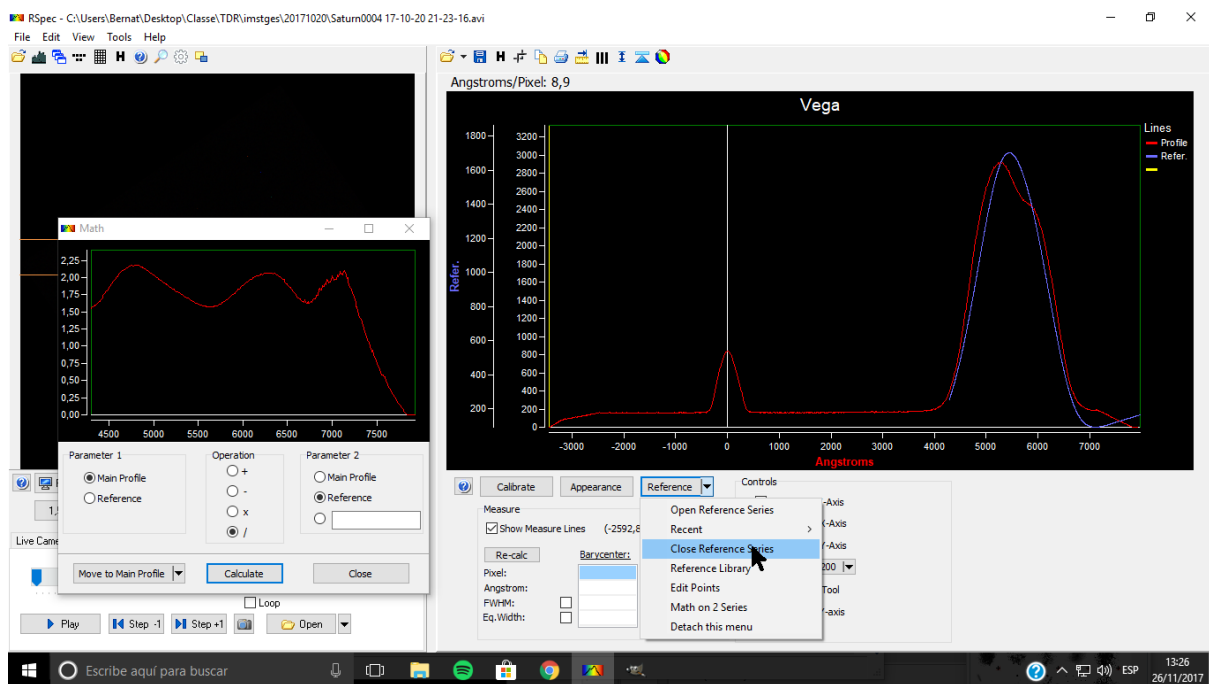 RSpec - C:\Users\Bernat\Desktop\Classe\TDR\imstges\20171020\Saturn0004 17-10-20 21-23-16.avi
File Edit View Tools Help
H
H
Angstroms/Pixel: 8,9
Vega
Lines
Profile
Refer.
1800
1600
1400
1200
1000
800
600
400
200
Refer.
3200
3000
2800
2600
2400
2200
2000
1800
1600
1400
1200
1000
800
600
400
200
0
-3000 -2000 -1000 0 1000 2000 3000 4000 5000 6000 7000
Angstroms
Math
2,25
2,00
1,75
1,50
1,25
1,00
0,75
0,50
0,25
0,00
4500 5000 5500 6000 6500 7000 7500
Parameter 1 Operation Parameter 2
Main Profile + Main Profile
Reference - Reference
x
/
Move to Main Profile Calculate Close
Live Came
Loop
Play Step -1 Step +1 Open
Calibrate Appearance Reference
Controls
Measure
Show Measure Lines (-2592,8
Re-calc Barycenter:
Pixel:
Angstrom:
FWHM:
Eq.Width:
Open Reference Series
Recent
Close Reference Series
Reference Library
Edit Points
Math on 2 Series
Detach this menu
-Axis
-Axis
-Axis
200
Tool
-axis
Escribe aquí para buscar
ESP
13:26
26/11/2017